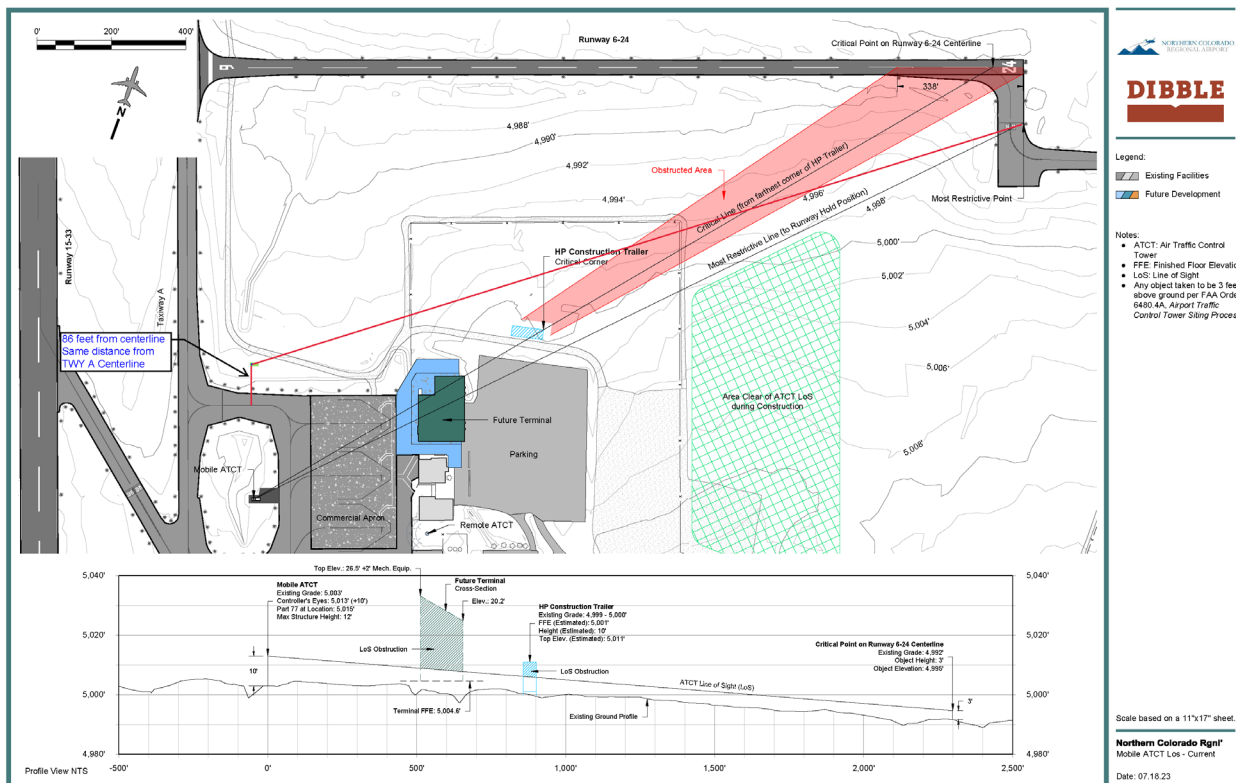 0'
200'
400'
N
Runway 6-24
6
24
Critical Point on Runway 6-24 Centerline
338'
4,988'
4,990'
4,992'
4,994'
4,996'
4,998'
5,000'
5,002'
5,004'
5,006'
5,008'
Obstructed Area
Critical Line (from farthest corner of HP Trailer)
Most Restrictive Line (to Runway Hold Position)
Most Restrictive Point
HP Construction Trailer
Critical Corner
Runway 15-33
Taxiway A
86 feet from centerline
Same distance from
TWY A Centerline
Future Terminal
Parking
Area Clear of ATCT LoS
during Construction
Mobile ATCT
Commercial Apron
Remote ATCT
NORTHERN COLORADO
REGIONAL AIRPORT
DIBBLE
Legend:
Existing Facilities
Future Development
Notes:
• ATCT: Air Traffic Control
Tower
• FFE: Finished Floor Elevatio
• LoS: Line of Sight
• Any object taken to be 3 fee
above ground per FAA Orde
6480.4A, Airport Traffic
Control Tower Siting Proces
Scale based on a 11"x17" sheet.
Northern Colorado Rgnl'
Mobile ATCT Los - Current
Date: 07.18.23
5,040'
5,020'
5,000'
4,980'
Top Elev.: 26.5' +2' Mech. Equip.
Mobile ATCT
Existing Grade: 5,003'
Controller's Eyes: 5,013' (+10')
Part 77 at Location: 5,015'
Max Structure Height: 12'
10'
Future Terminal
Cross-Section
Elev.: 20.2'
LoS Obstruction
Terminal FFE: 5,004.6'
HP Construction Trailer
Existing Grade: 4,999 - 5,000'
FFE (Estimated): 5,001'
Height (Estimated): 10'
Top Elev. (Estimated): 5,011'
LoS Obstruction
ATCT Line of Sight (LoS)
Existing Ground Profile
Critical Point on Runway 6-24 Centerline
Existing Grade: 4,992'
Object Height: 3'
Object Elevation: 4,995'
3'
5,040'
5,020'
5,000'
4,980'
Profile View NTS
-500'
0'
500'
1,000'
1,500'
2,000'
2,500'